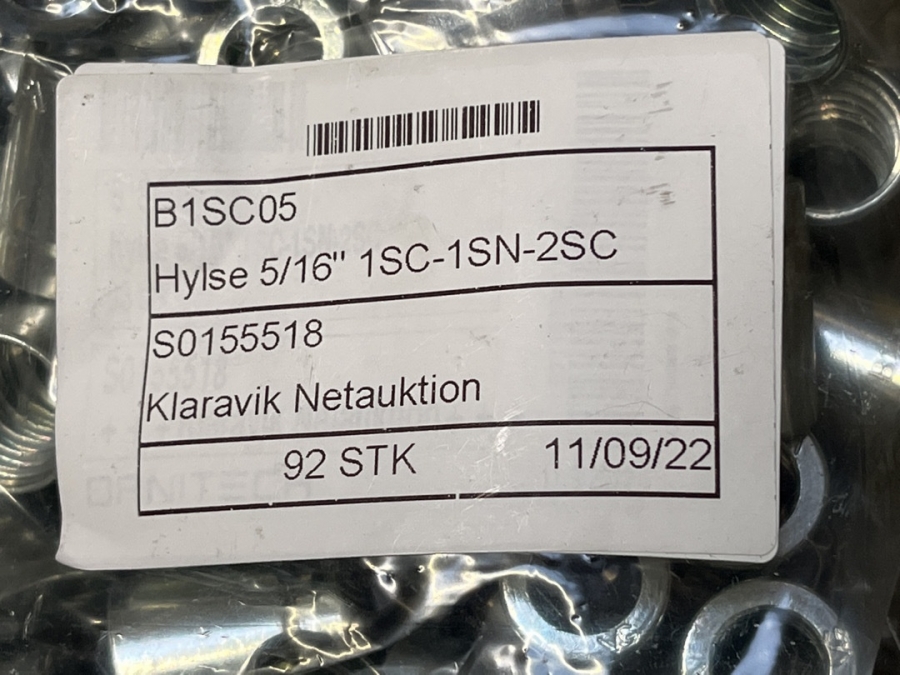 B1SC05
Hylse 5/16" 1SC-1SN-2SC
S0155518
Klaravik Netauktion
92 STK 11/09/22